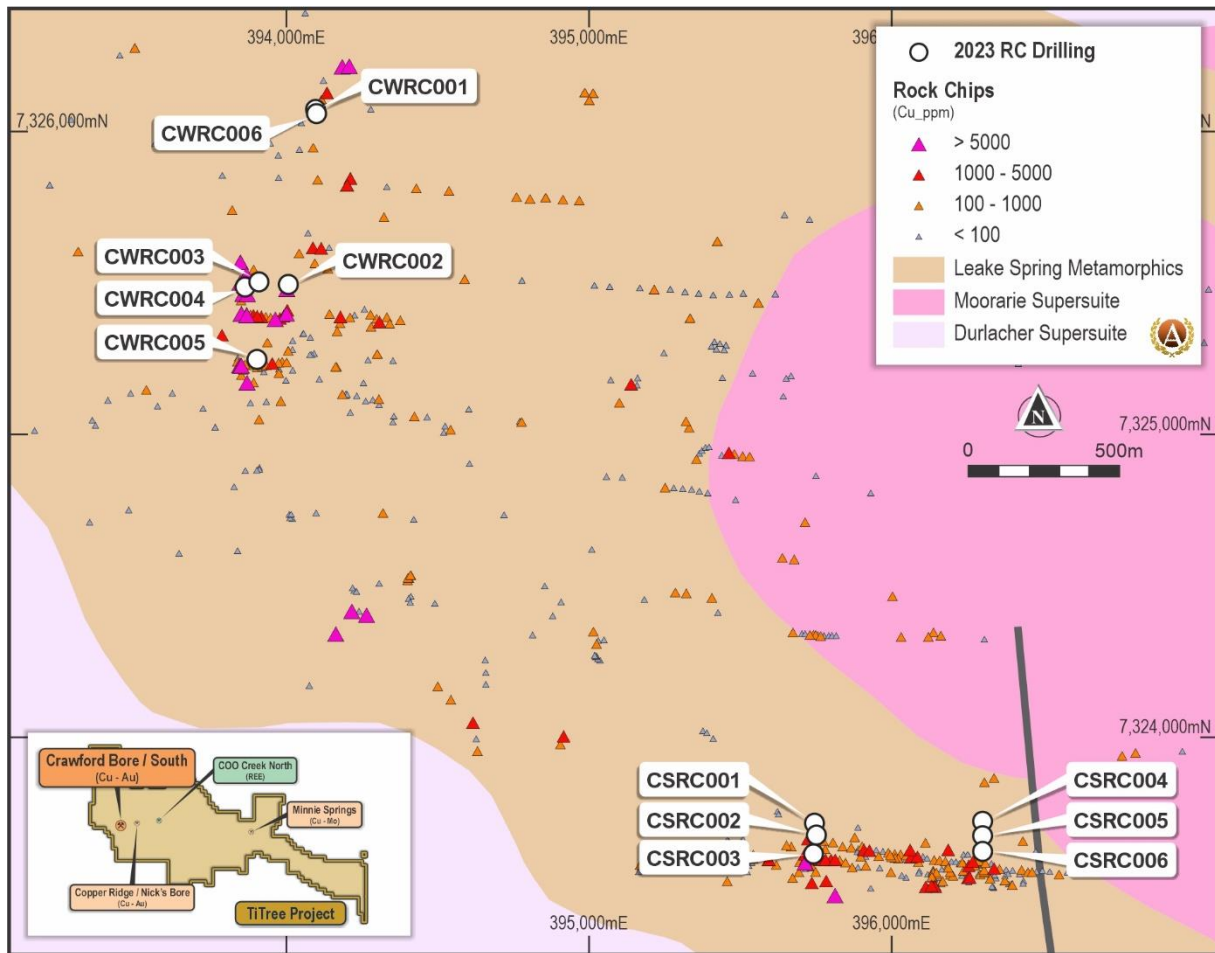 394,000mE
395,000mE
396
2023 RC Drilling
Rock Chips
(Cu_ppm)
> 5000
1000 - 5000
100 - 1000
< 100
Leake Spring Metamorphics
Moorarie Supersuite
Durlacher Supersuite
A
CWRC001
7,326,000mN
CWRC006
CWRC003
CWRC002
CWRC004
CWRC005
N
7,325,000mN
0 500m
7,324,000mN
Crawford Bore / South
(Cu - Au)
COO Creek North
(REE)
Minnie Springs
(Cu - Mo)
Copper Ridge / Nick's Bore
(Cu - Au)
TiTree Project
CSRC001
CSRC004
CSRC002
CSRC005
CSRC003
CSRC006
395,000mE
396,000mE